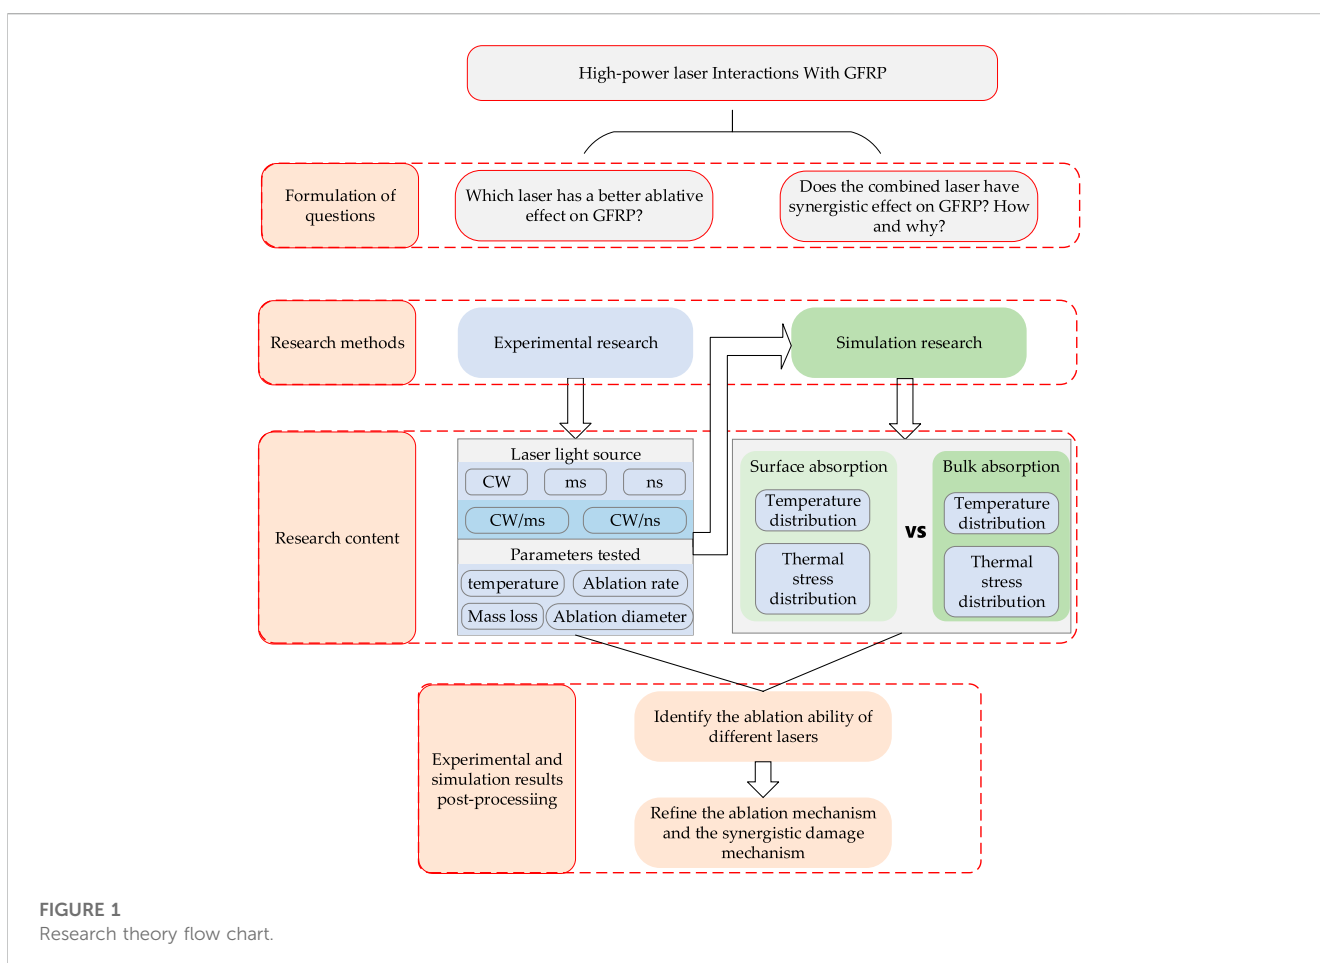 High-power laser Interactions With GFRP
Formulation of
questions
Which laser has a better ablative
effect on GFRP?
Does the combined laser have
synergistic effect on GFRP? How
and why?
Research methods
Experimental research
Simulation research
Research content
Laser light source
CW
ms
ns
CW/ms
CW/ns
Parameters tested
temperature
Ablation rate
Mass loss
Ablation diameter
Surface absorption
Temperature
distribution
Thermal
stress
distribution
vs
Bulk absorption
Temperature
distribution
Thermal
stress
distribution
Experimental and
simulation results
post-processiing
Identify the ablation ability of
different lasers
Refine the ablation mechanism
and the synergistic damage
mechanism
FIGURE 1
Research theory flow chart.